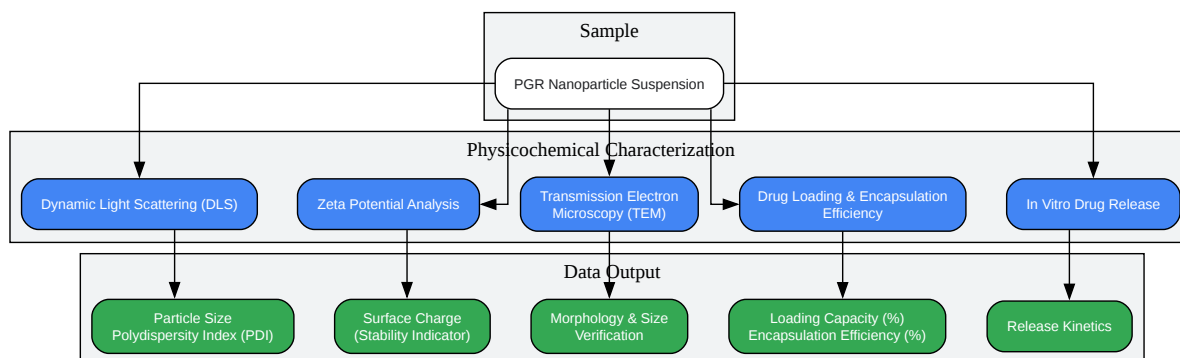 Sample
PGR Nanoparticle Suspension
Physicochemical Characterization
Dynamic Light Scattering (DLS)
Zeta Potential Analysis
Transmission Electron
Microscopy (TEM)
Drug Loading & Encapsulation
Efficiency
In Vitro Drug Release
Data Output
Particle Size
Polydispersity Index (PDI)
Surface Charge
(Stability Indicator)
Morphology & Size
Verification
Loading Capacity (%)
Encapsulation Efficiency (%)
Release Kinetics